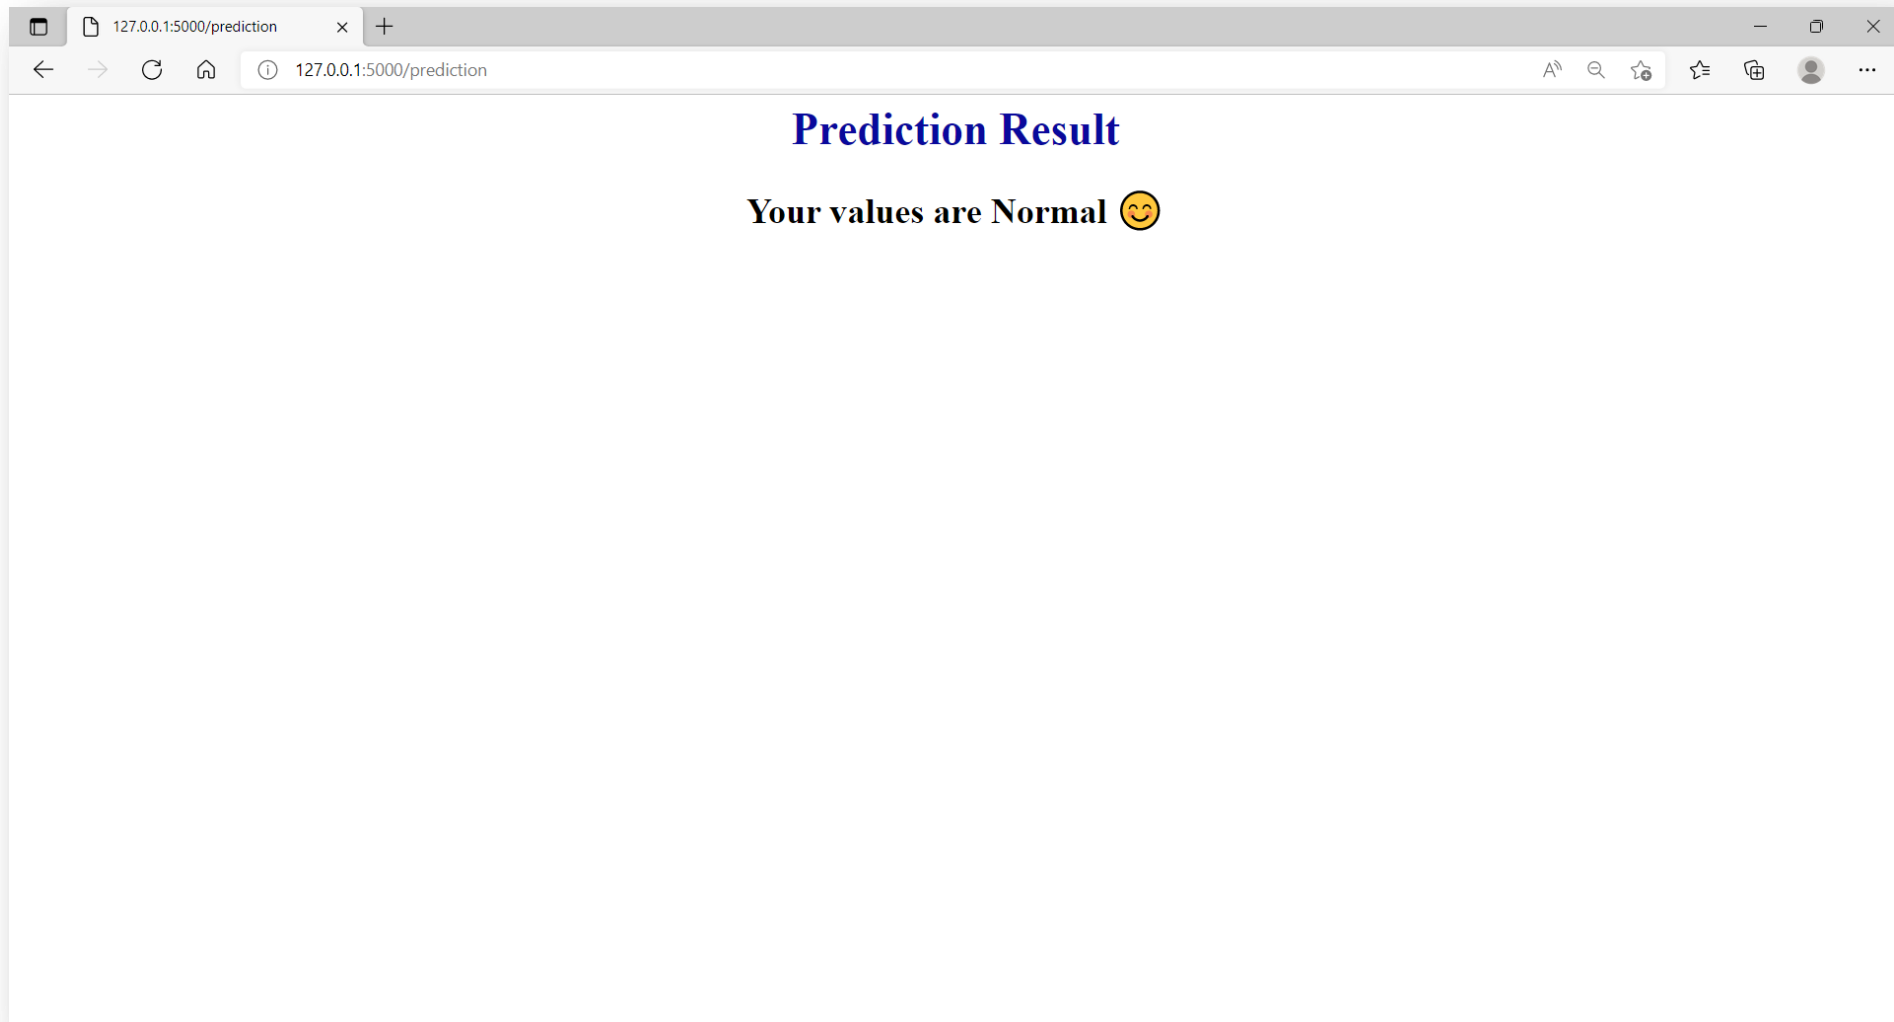 127.0.0.1:5000/prediction
127.0.0.1:5000/prediction
Prediction Result
Your values are Normal 😊